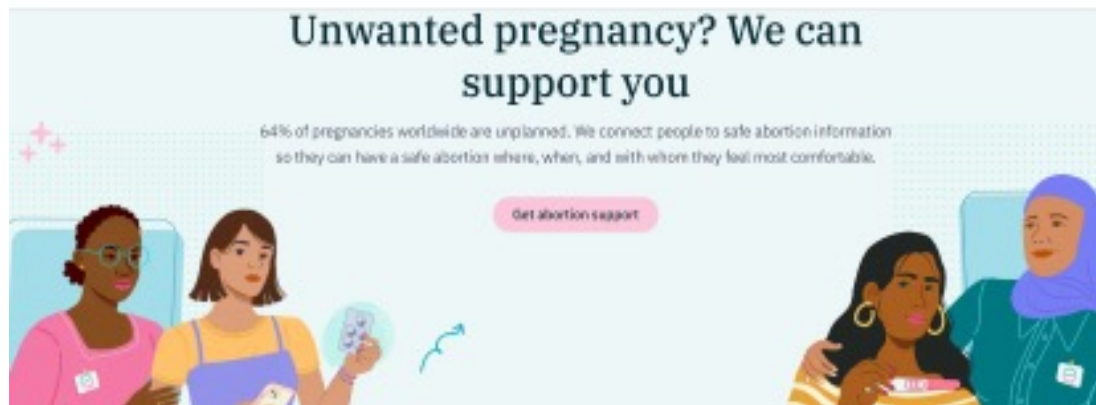 Unwanted pregnancy? We can
support you
64% of pregnancies worldwide are unplanned. We connect people to safe abortion information
so they can have a safe abortion where, when, and with whom they feel most comfortable.
Get abortion support